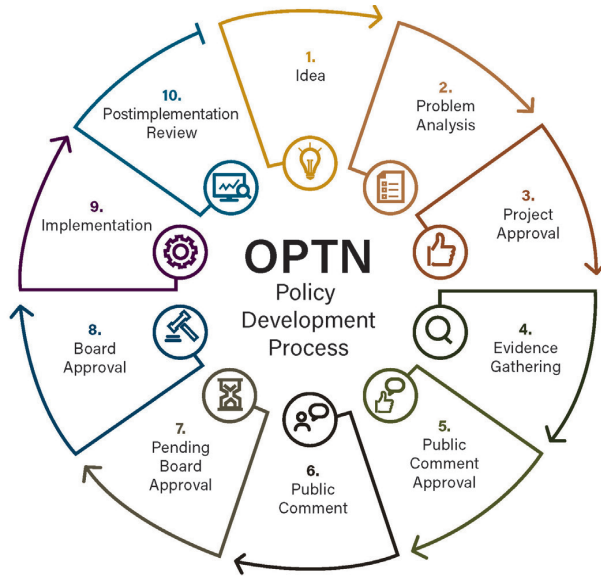 1.
Idea
2.
Problem
Analysis
3.
Project
Approval
4.
Evidence
Gathering
5.
Public
Comment
Approval
6.
Public
Comment
7.
Pending
Board
Approval
8.
Board
Approval
9.
Implementation
10.
Postimplementation
Review
OPTN
Policy
Development
Process